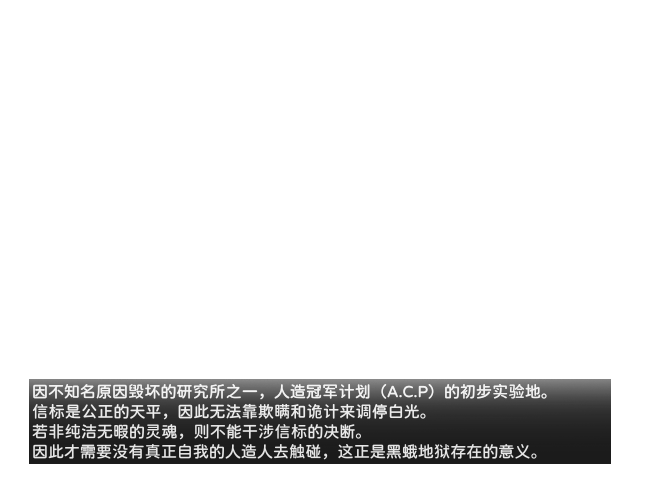 因不知名原因毁坏的研究所之一，人造冠军计划（A.C.P）的初步实验地。
信标是公正的天平，因此无法靠欺瞒和诡计来调停白光。
若非纯洁无暇的灵魂，则不能干涉信标的决断。
因此才需要没有真正自我的人造人去触碰，这正是黑蛾地狱存在的意义。